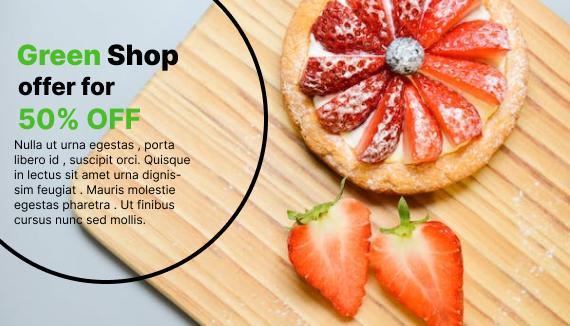 Green Shop
offer for
50% OFF
Nulla ut urna egestas , porta
libero id , suscipit orci. Quisque
in lectus sit amet urna dignis-
sim feugiat . Mauris molestie
egestas pharetra . Ut finibus
cursus nunc sed mollis.